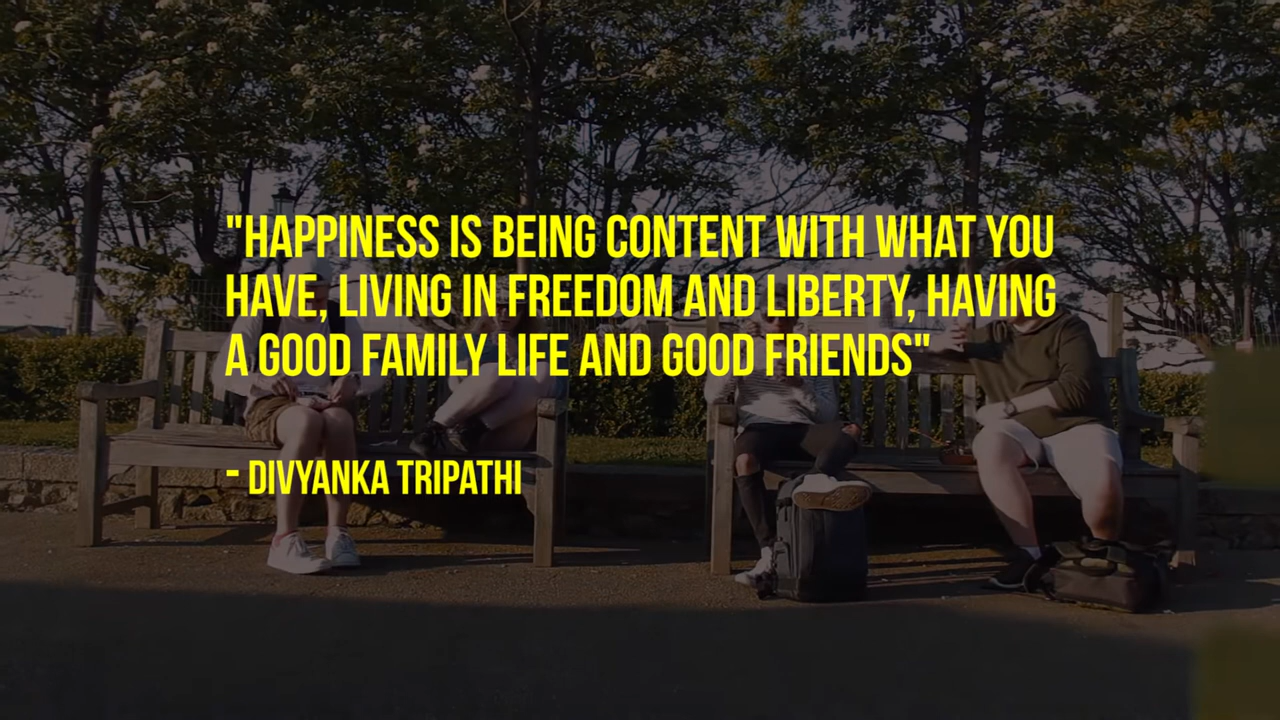 "HAPPINESS IS BEING CONTENT WITH WHAT YOU
HAVE, LIVING IN FREEDOM AND LIBERTY, HAVING
A GOOD FAMILY LIFE AND GOOD FRIENDS"
- DIVYANKA TRIPATHI